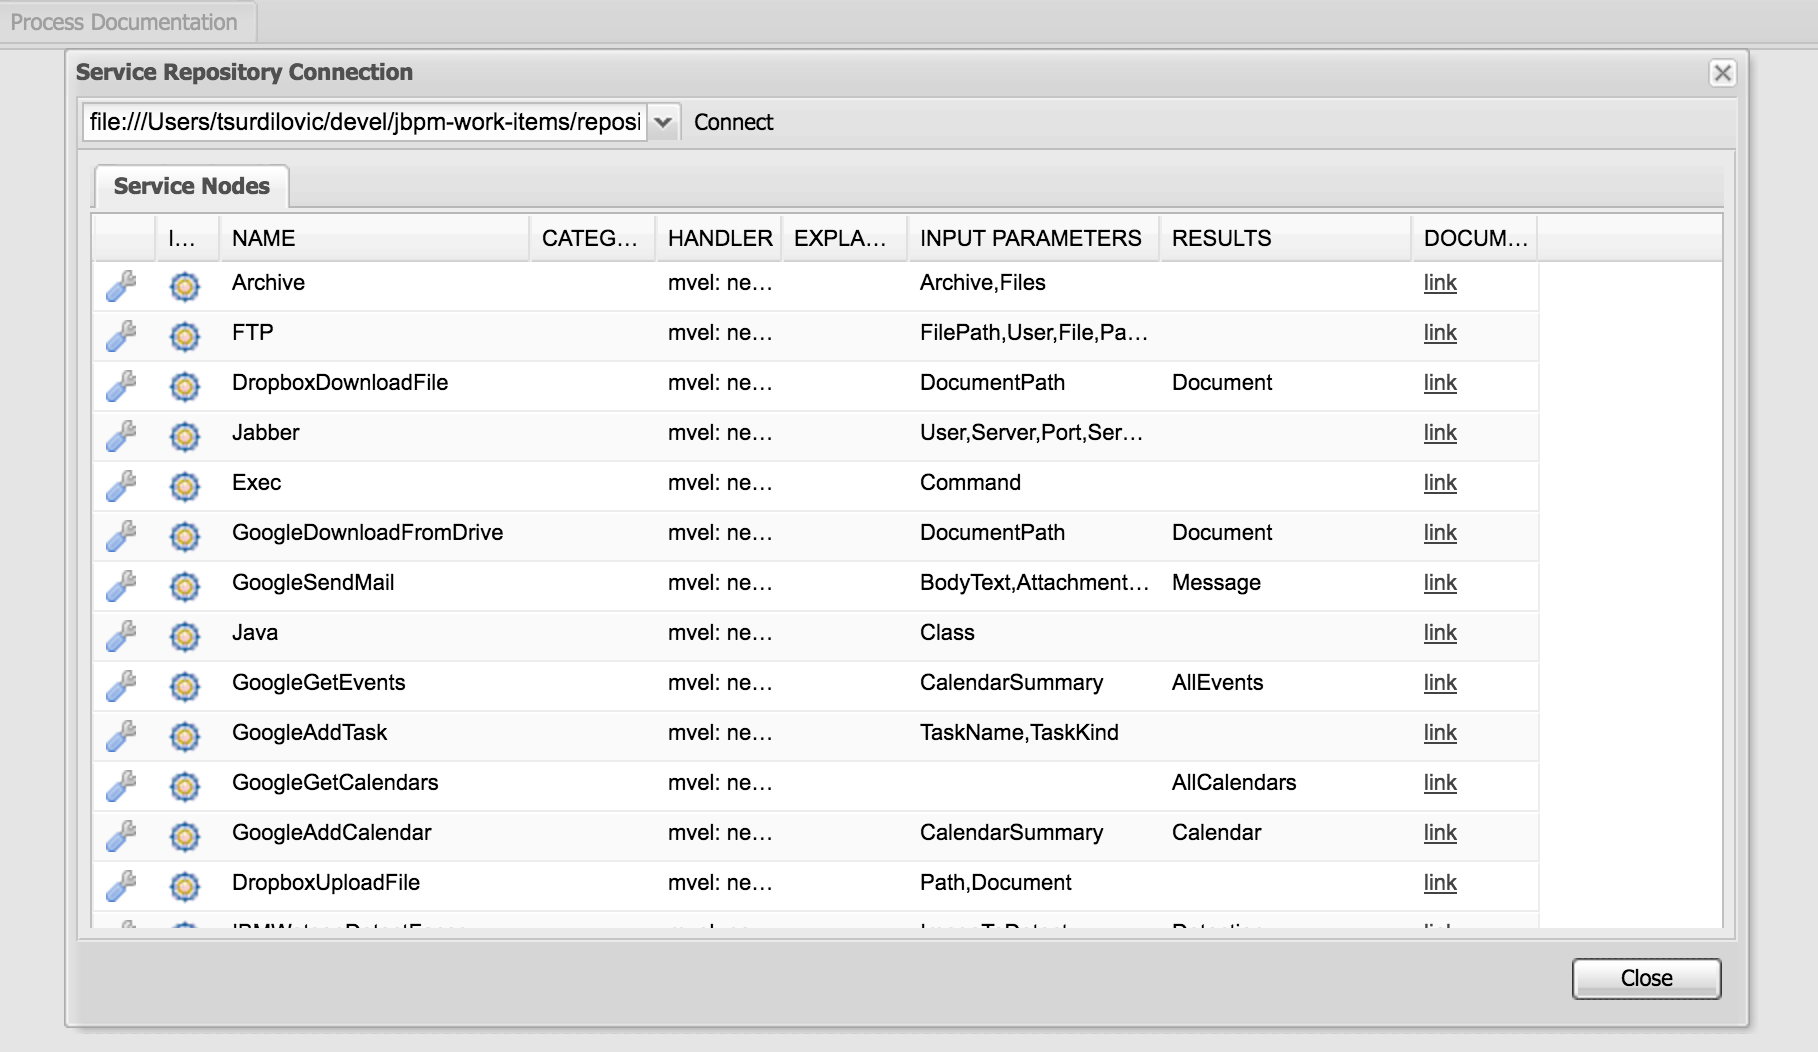 Process Documentation
Service Repository Connection
file:///Users/tsurdilovic/devel/jbpm-work-items/reposi Connect
Service Nodes
I... NAME CATEG... HANDLER EXPLA... INPUT PARAMETERS RESULTS DOCUM...
Archive mvel: ne... Archive,Files link
FTP mvel: ne... FilePath,User,File,Pa... link
DropboxDownloadFile mvel: ne... DocumentPath Document link
Jabber mvel: ne... User,Server,Port,Ser... link
Exec mvel: ne... Command link
GoogleDownloadFromDrive mvel: ne... DocumentPath Document link
GoogleSendMail mvel: ne... BodyText,Attachment... Message link
Java mvel: ne... Class link
GoogleGetEvents mvel: ne... CalendarSummary AllEvents link
GoogleAddTask mvel: ne... TaskName,TaskKind link
GoogleGetCalendars mvel: ne... AllCalendars link
GoogleAddCalendar mvel: ne... CalendarSummary Calendar link
DropboxUploadFile mvel: ne... Path,Document link
Close